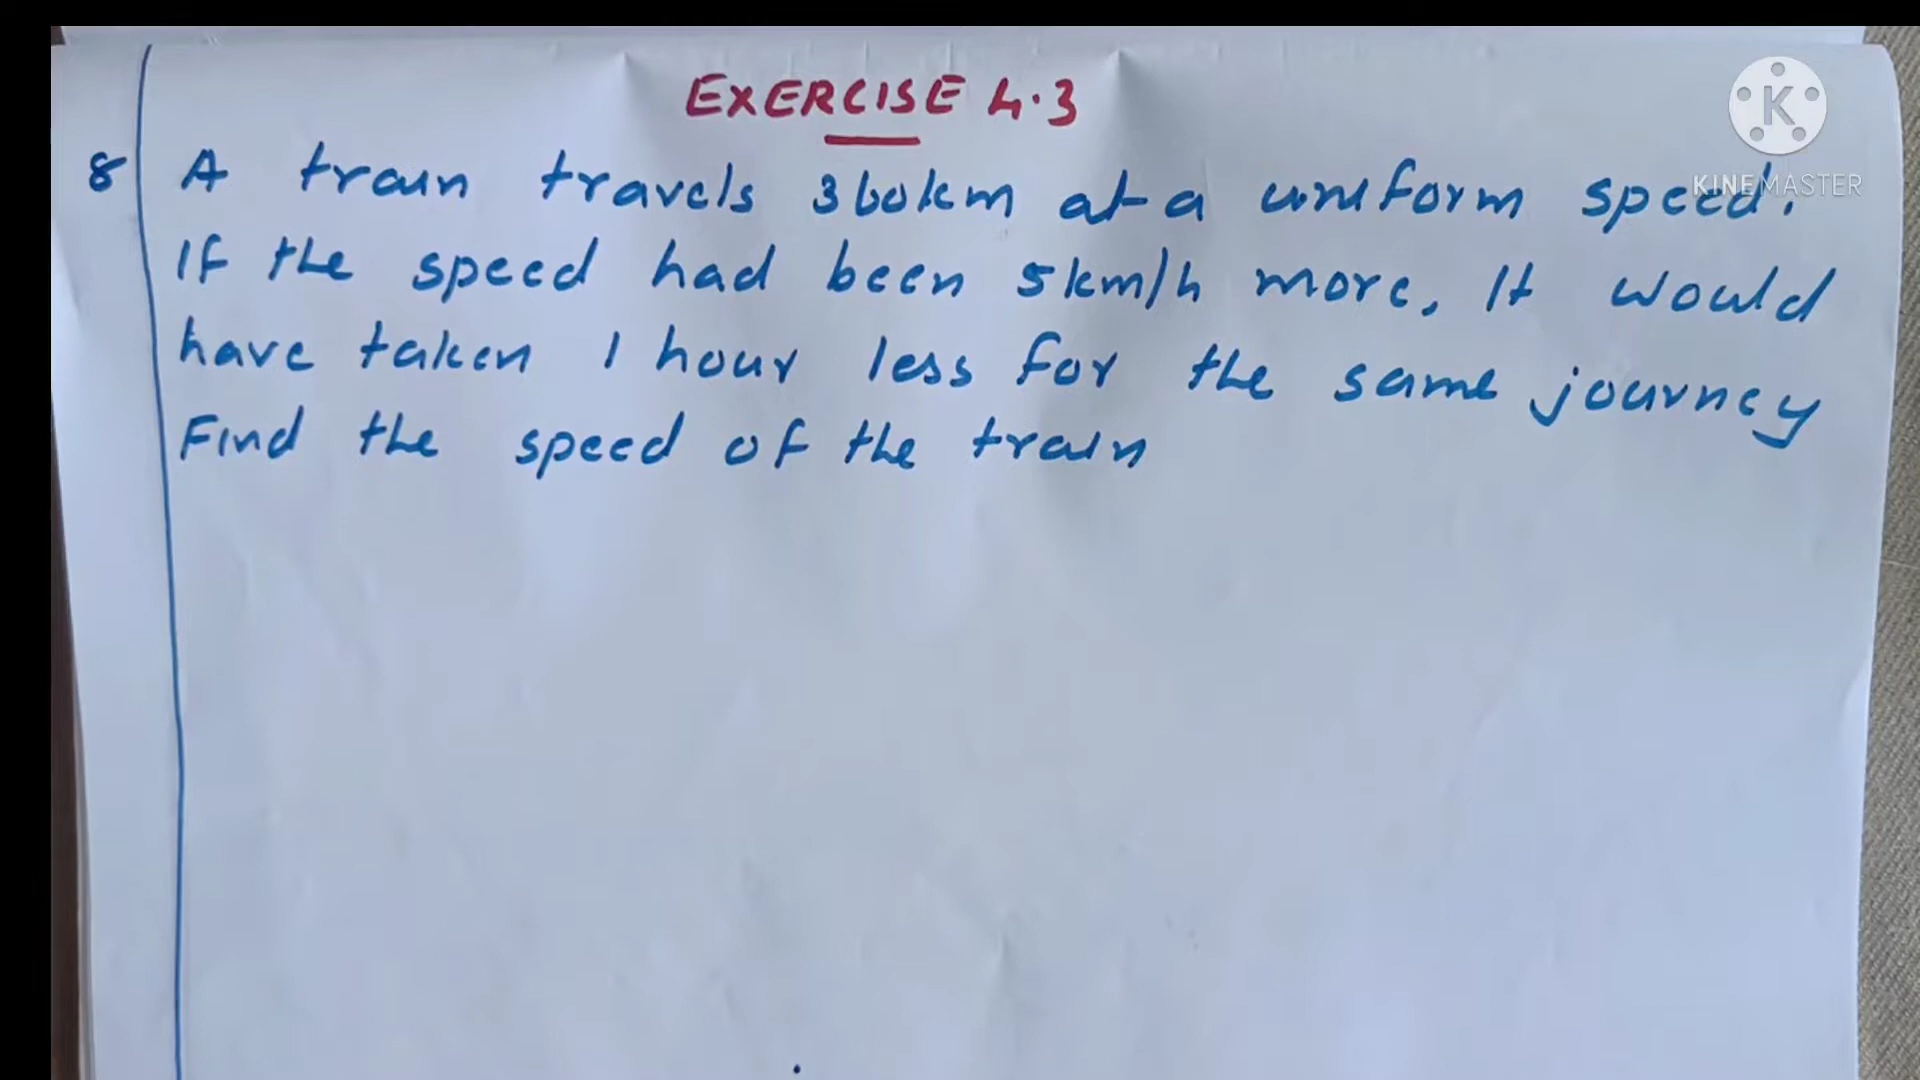 EXERCISE 4.3
8 A train travels 360km at a uniform speed.
If the speed had been 5km/h more, It would
have taken 1 hour less for the same journey
Find the speed of the train
K
KINEMASTER